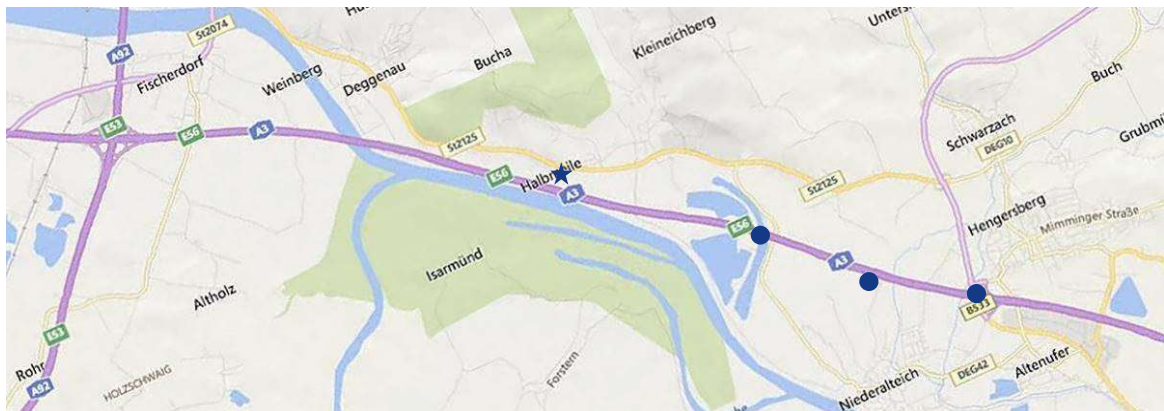 St2074
A92
Fischerdorf
Weinberg
Deggenau
Bucha
Kleineichberg
Buch
Schwarzach
DEG10
E53
E56
A3
St2125
E56
A3
St2125
Hengersberg
Mimminger Straße
E56
A3
B533
Isarmünd
Altholz
E53
Rohr
A92
HOLZSCHWAIG
Forstern
Niederalteich
DEG42
Altenufer